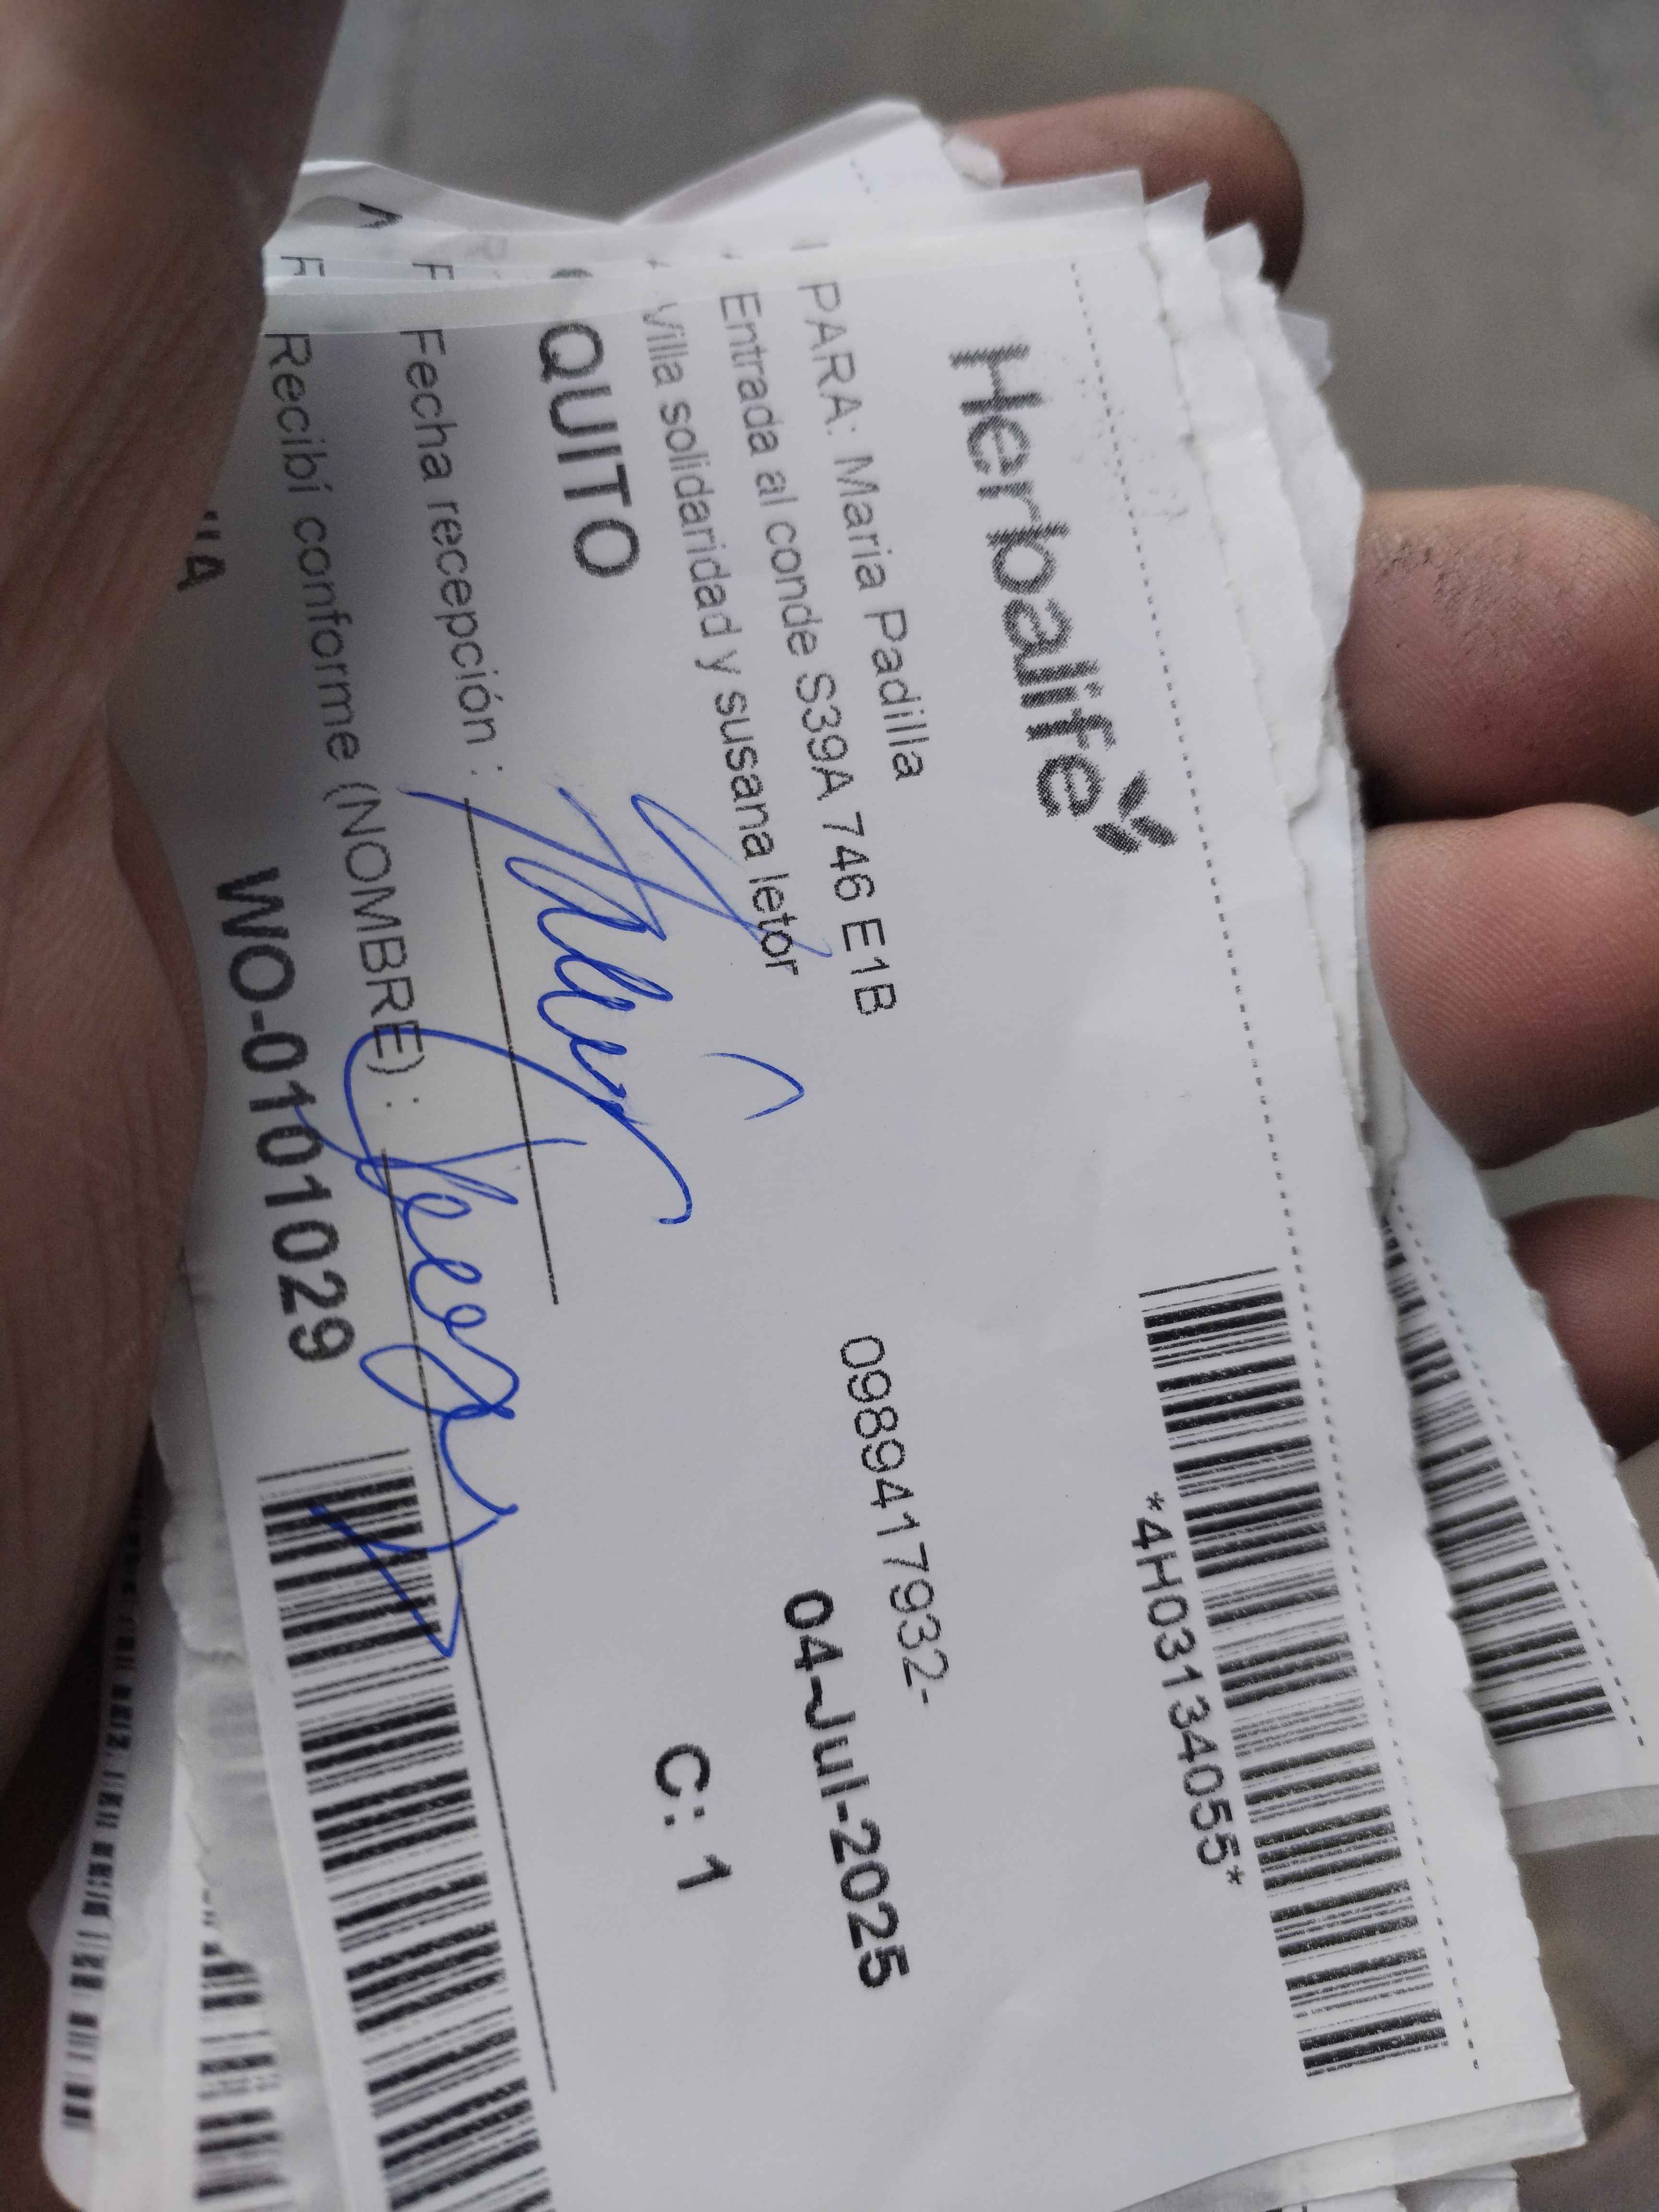 Herbalife
*4H03134055*
PARA: Maria Padilla
0989417932-
Entrada al conde S39A 746 E1B
04-Jul-2025
Villa solidaridad y susana letor
QUITO
C: 1
Fecha recepción :
Recibí conforme (NOMBRE) :
WO-0101029